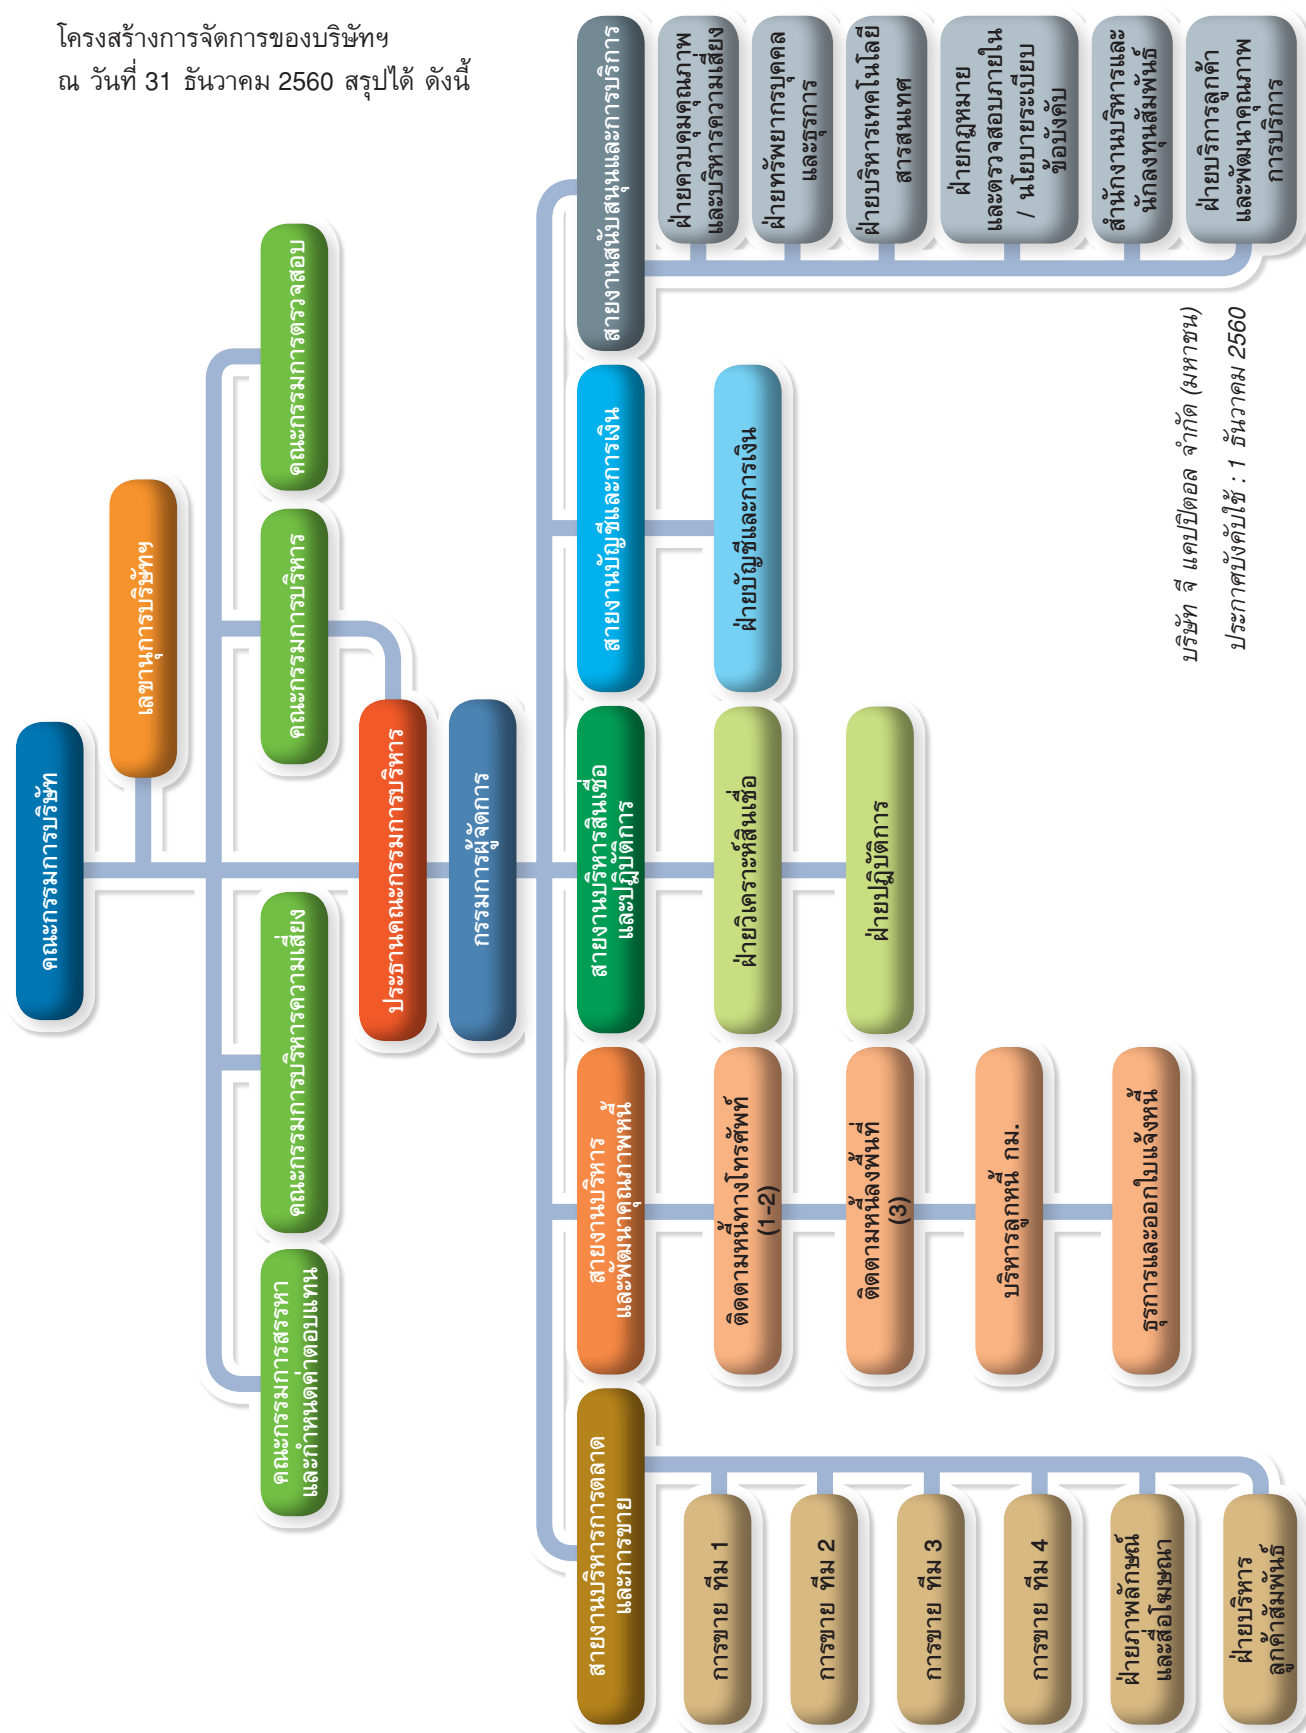 โครงสร้างการจัดการของบริษัทฯ
ณ วันที่ 31 ธันวาคม 2560 สรุปได้ ดังนี้
คณะกรรมการบริษัท
เลขานุการบริษัทฯ
คณะกรรมการสรรหา
และกำหนดค่าตอบแทน
คณะกรรมการบริหารความเสี่ยง
คณะกรรมการบริหาร
คณะกรรมการตรวจสอบ
ประธานคณะกรรมการบริหาร
กรรมการผู้จัดการ
สายงานบริหารการตลาด
และการขาย
การขาย ทีม 1
การขาย ทีม 2
การขาย ทีม 3
การขาย ทีม 4
ฝ่ายภาพลักษณ์
และสื่อโฆษณา
ฝ่ายบริหาร
ลูกค้าสัมพันธ์
สายงานบริหาร
และพัฒนาคุณภาพหนี้
ติดตามหนี้ทางโทรศัพท์
(1-2)
ติดตามหนี้ลงพื้นที่
(3)
บริหารลูกหนี้ กม.
ธุรการและออกใบแจ้งหนี้
สายงานบริหารสินเชื่อ
และปฏิบัติการ
ฝ่ายวิเคราะห์สินเชื่อ
ฝ่ายปฏิบัติการ
สายงานบัญชีและการเงิน
ฝ่ายบัญชีและการเงิน
สายงานสนับสนุนและการบริการ
ฝ่ายควบคุมคุณภาพ
และบริหารความเสี่ยง
ฝ่ายทรัพยากรบุคคล
และธุรการ
ฝ่ายบริหารเทคโนโลยี
สารสนเทศ
ฝ่ายกฎหมาย
และตรวจสอบภายใน
/ นโยบายระเบียบ
ข้อบังคับ
สำนักงานบริหารและ
นักลงทุนสัมพันธ์
ฝ่ายบริการลูกค้า
และพัฒนาคุณภาพ
การบริการ
บริษัท จี แคปปิตอล จำกัด (มหาชน)
ประกาศบังคับใช้ : 1 ธันวาคม 2560